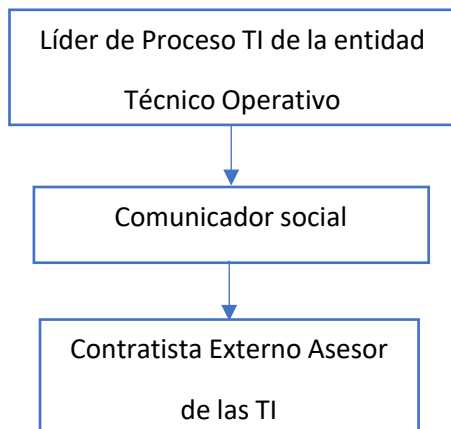 Líder de Proceso TI de la entidad
Técnico Operativo
Comunicador social
Contratista Externo Asesor
de las TI